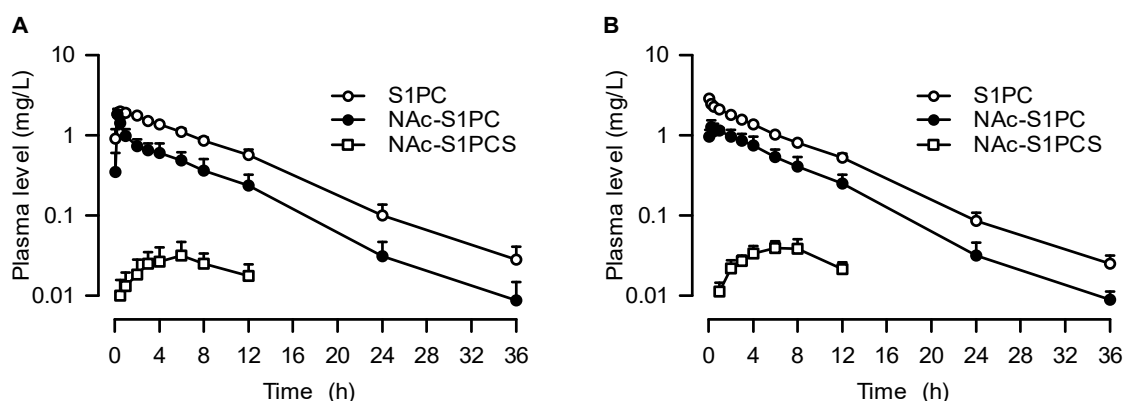 A
Plasma level (mg/L)
10
1
0.1
0.01
S1PC
NAc-S1PC
NAc-S1PCS
0 4 8 12 16 20 24 28 32 36
Time (h)
B
Plasma level (mg/L)
10
1
0.1
0.01
S1PC
NAc-S1PC
NAc-S1PCS
0 4 8 12 16 20 24 28 32 36
Time (h)